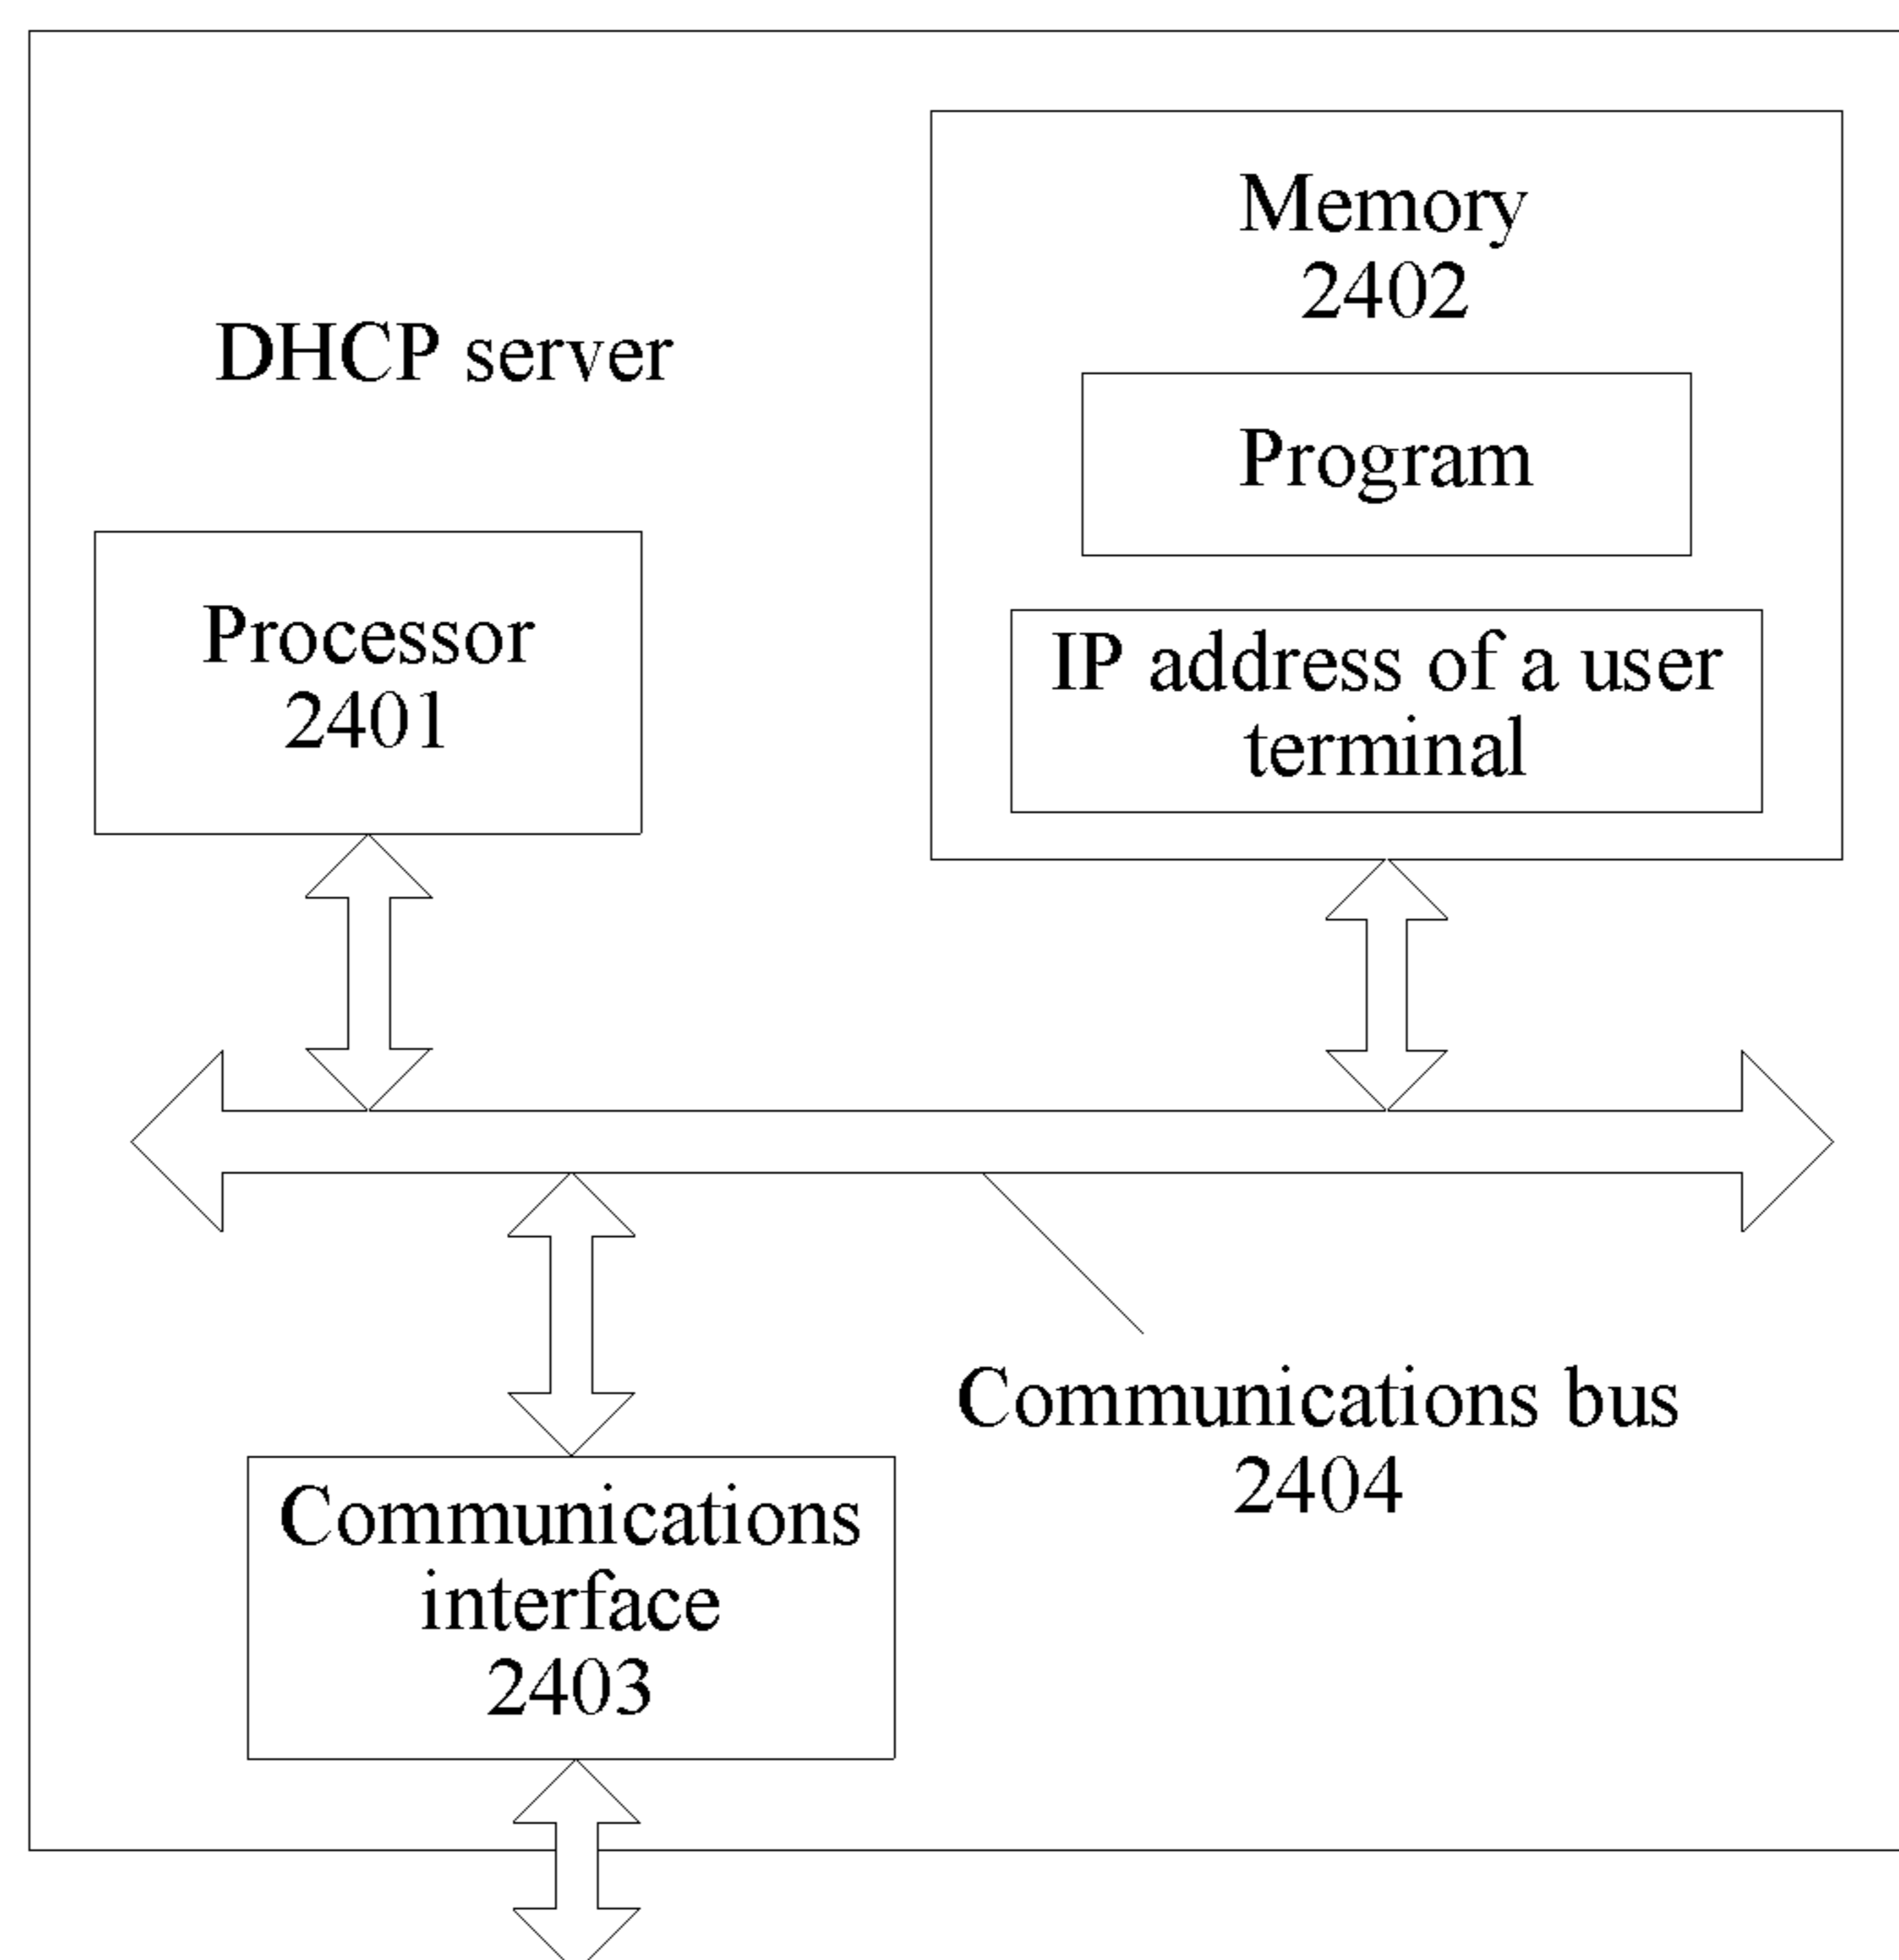 DHCP server
Memory
2402
Program
IP address of a user
terminal
Processor
2401
Communications bus
2404
Communications
interface
2403